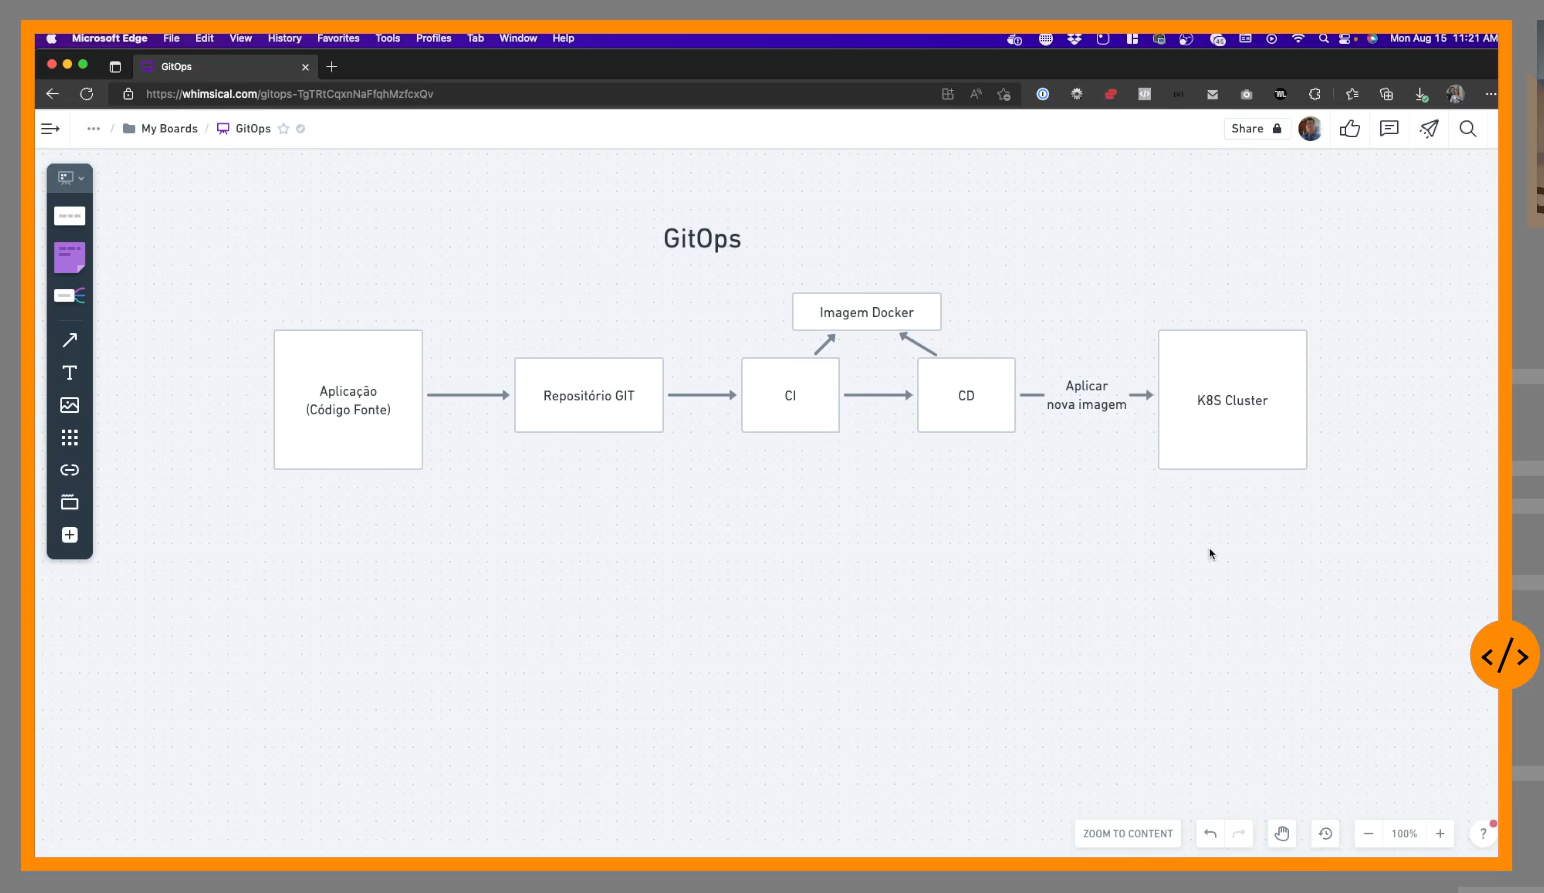 Microsoft Edge File Edit View History Favorites Tools Profiles Tab Window Help Mon Aug 15 11:21 AM
GitOps
https://whimsical.com/gitops-TgTRtCqxnNaFfqhMzfcxQv
... / My Boards / GitOps
Share
GitOps
Imagem Docker
Aplicação
(Código Fonte)
Repositório GIT
CI
CD
Aplicar
nova imagem
K8S Cluster
T
ZOOM TO CONTENT
100%
?
</>